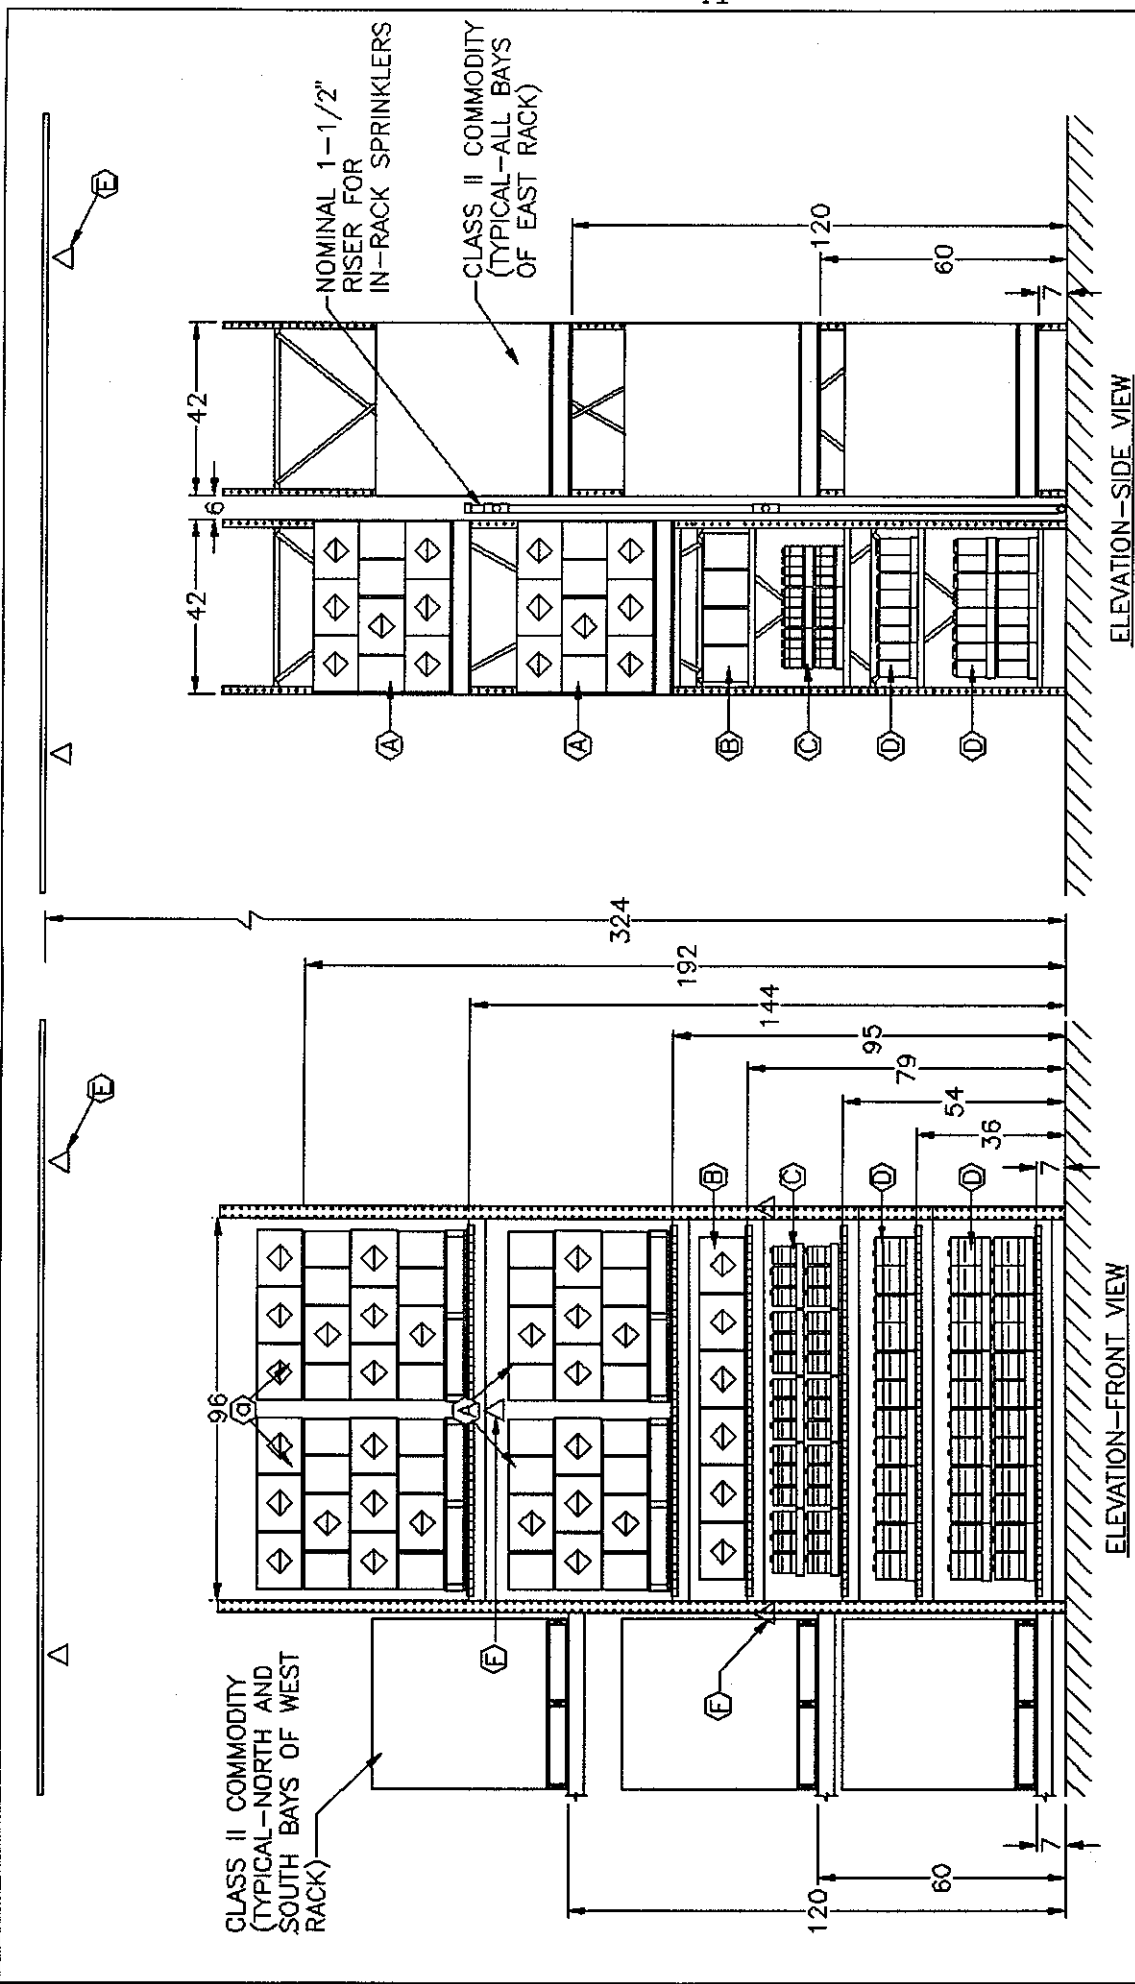 CLASS II COMMODITY
(TYPICAL-NORTH AND
SOUTH BAYS OF WEST
RACK)
96
a
A
E
F
F
B
C
D
D
120
60
7
7
36
54
79
95
144
192
324
ELEVATION-FRONT VIEW
E
NOMINAL 1-1/2"
RISER FOR
IN-RACK SPRINKLERS
CLASS II COMMODITY
(TYPICAL-ALL BAYS
OF EAST RACK)
42
6
42
A
A
B
C
D
D
120
60
7
ELEVATION-SIDE VIEW